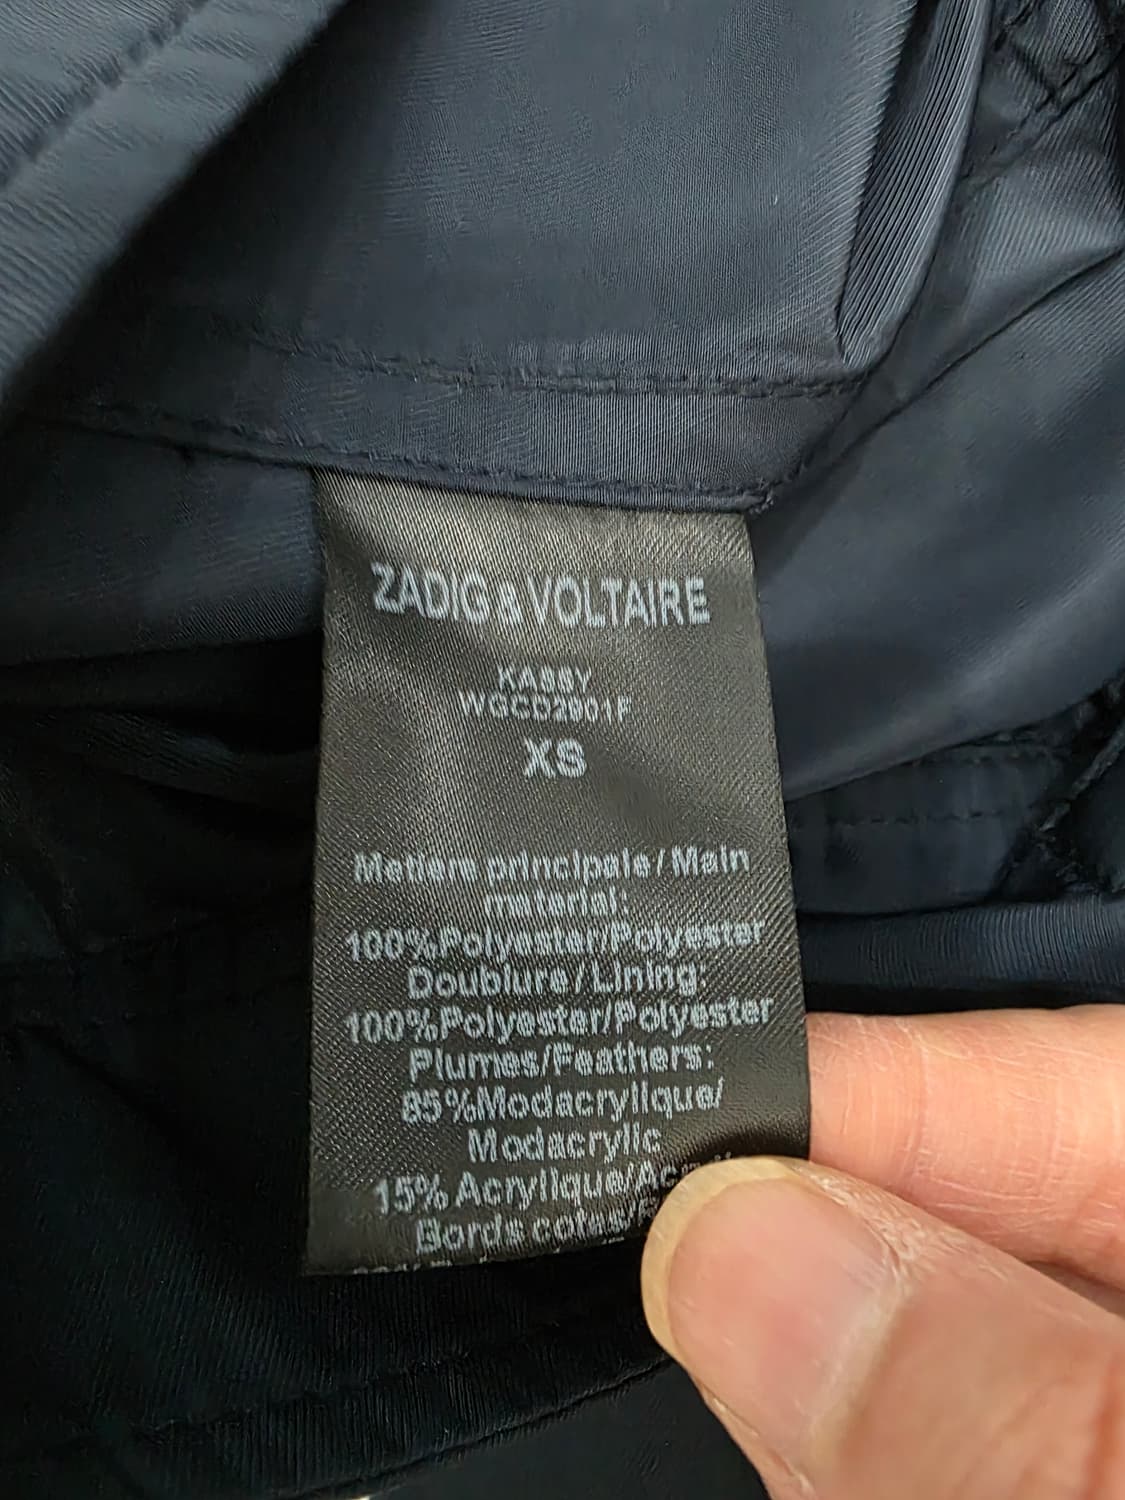 ZADIG & VOLTAIRE
KASSY
WGCD2901F
XS
Matiere principale / Main
material:
100%Polyester/Polyester
Doublure / Lining:
100%Polyester/Polyester
Plumes/Feathers:
85%Modacrylique/
Modacrylic
15% Acrylique/
Bords cotes/